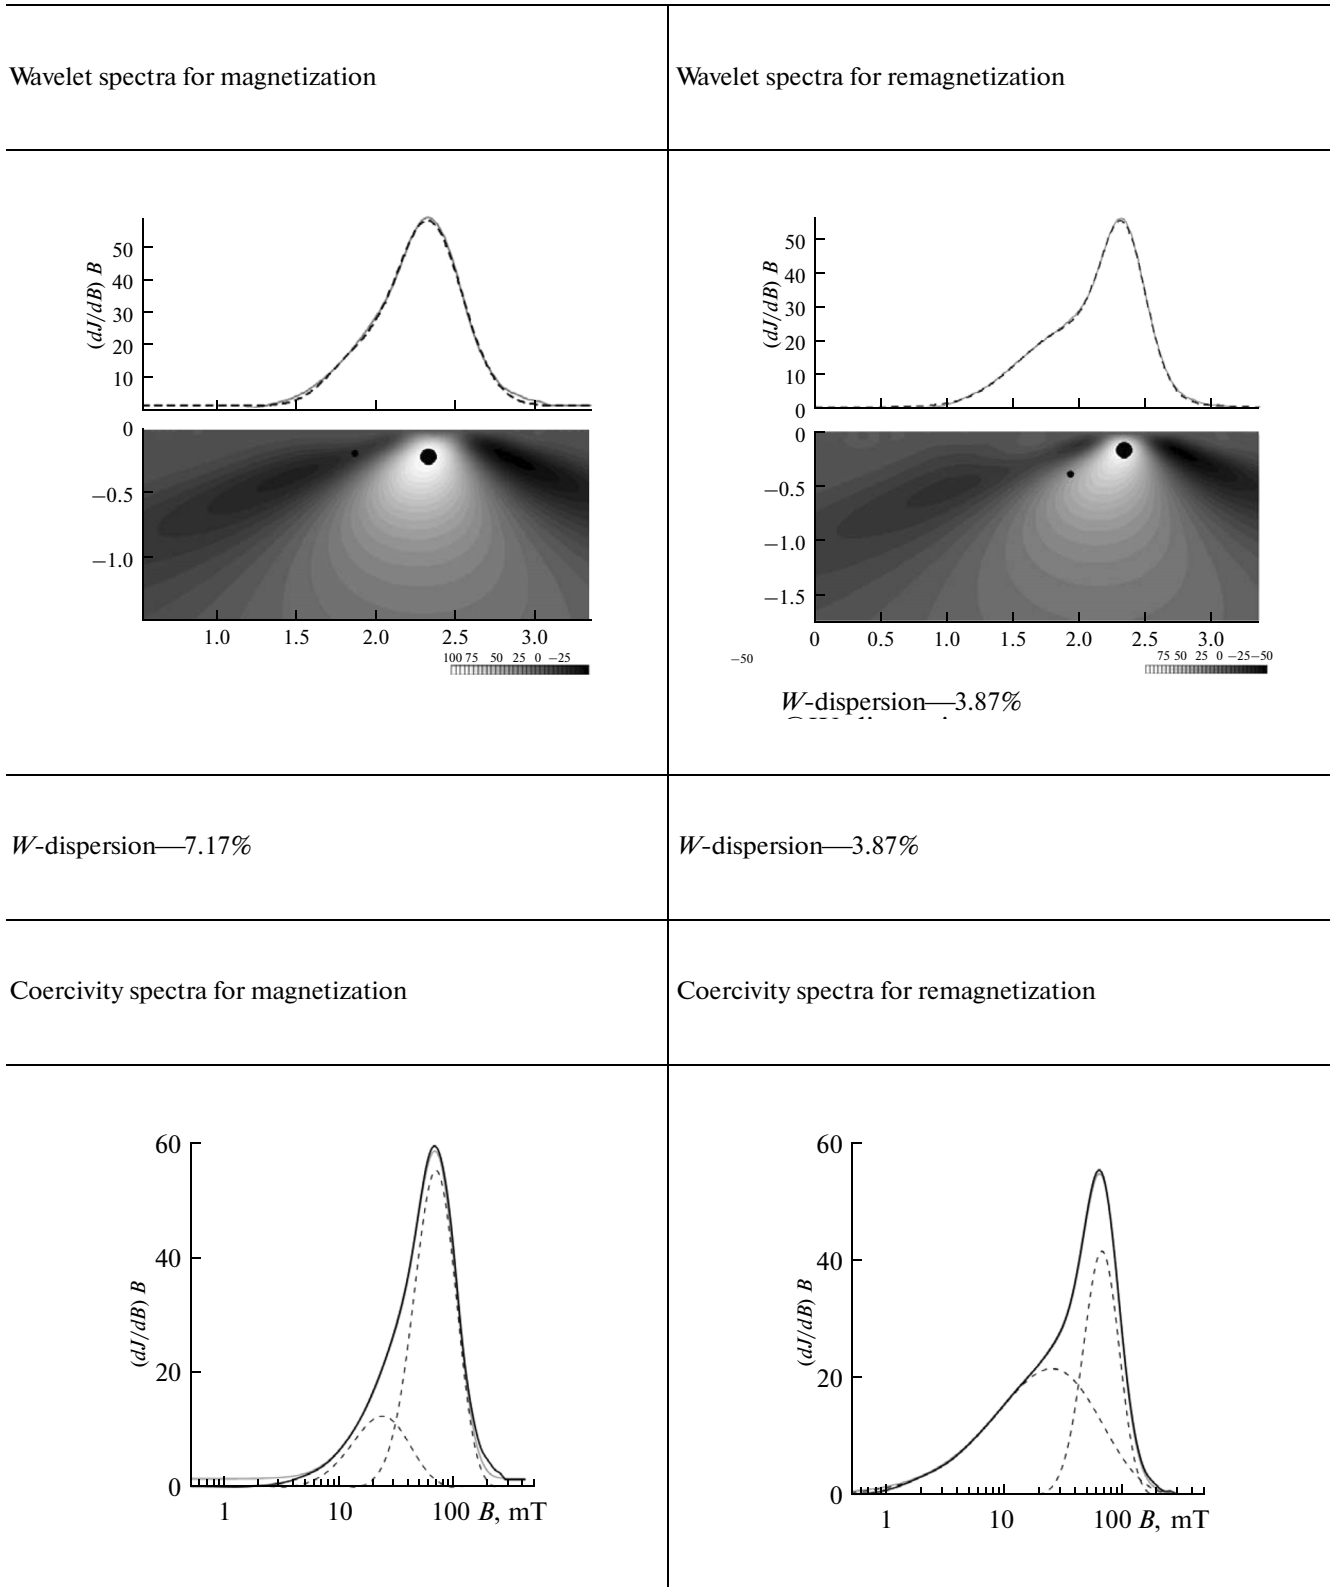 Wavelet spectra for magnetization
Wavelet spectra for remagnetization
(dJ/dB) B
50
40
30
20
10
0
−0.5
−1.0
1.0 1.5 2.0 2.5 3.0
100 75 50 25 0 −25
(dJ/dB) B
50
40
30
20
10
0
0
−0.5
−1.0
−1.5
0 0.5 1.0 1.5 2.0 2.5 3.0
−50
75 50 25 0 −25−50
W-dispersion—3.87%
W-dispersion—7.17%
W-dispersion—3.87%
Coercivity spectra for magnetization
Coercivity spectra for remagnetization
(dJ/dB) B
60
40
20
0
1 10 100 B, mT
(dJ/dB) B
60
40
20
0
1 10 100 B, mT